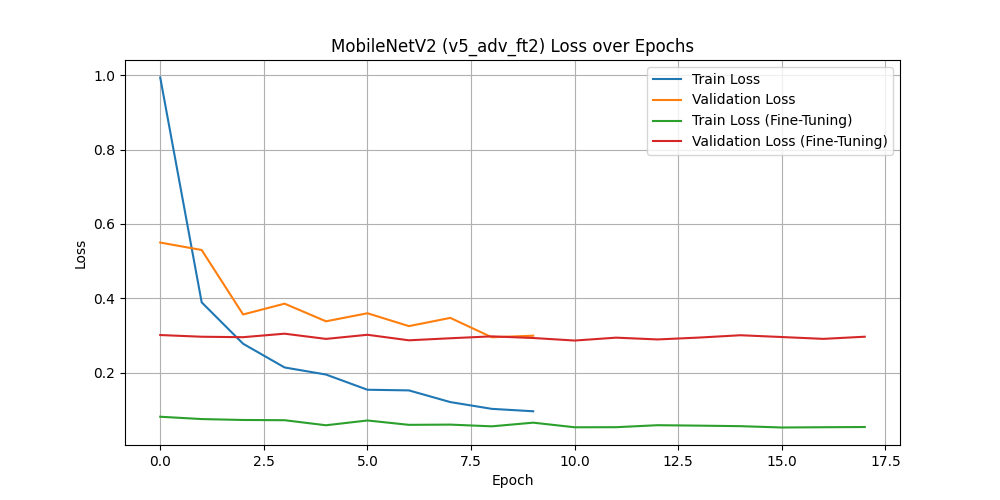 MobileNetV2 (v5_adv_ft2) Loss over Epochs
Train Loss
Validation Loss
Train Loss (Fine-Tuning)
Validation Loss (Fine-Tuning)
Loss
1.0
0.8
0.6
0.4
0.2
0.0 2.5 5.0 7.5 10.0 12.5 15.0 17.5
Epoch